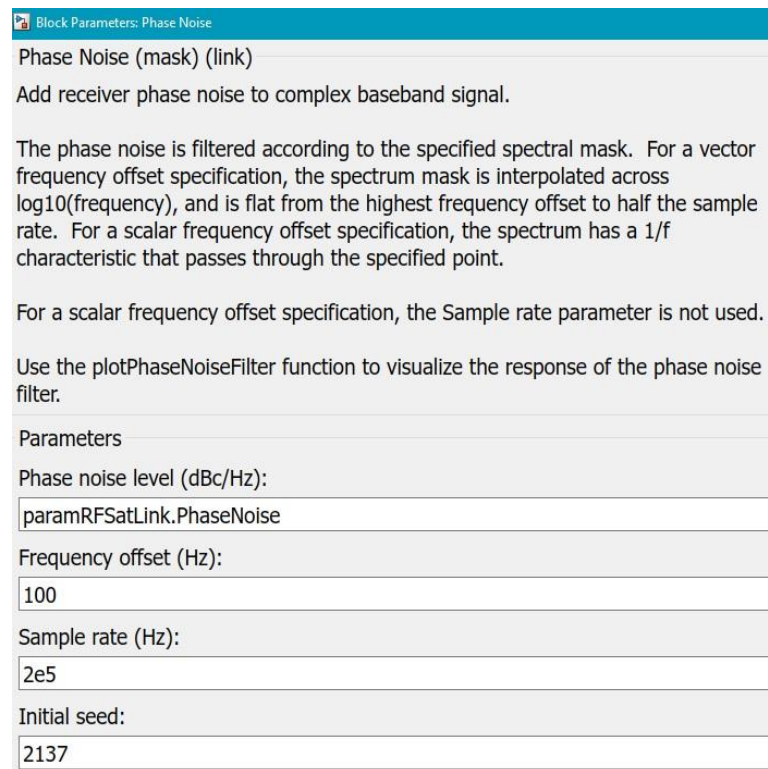 Block Parameters: Phase Noise
Phase Noise (mask) (link)
Add receiver phase noise to complex baseband signal.
The phase noise is filtered according to the specified spectral mask. For a vector
frequency offset specification, the spectrum mask is interpolated across
log10(frequency), and is flat from the highest frequency offset to half the sample
rate. For a scalar frequency offset specification, the spectrum has a 1/f
characteristic that passes through the specified point.
For a scalar frequency offset specification, the Sample rate parameter is not used.
Use the plotPhaseNoiseFilter function to visualize the response of the phase noise
filter.
Parameters
Phase noise level (dBc/Hz):
paramRFSatLink.PhaseNoise
Frequency offset (Hz):
100
Sample rate (Hz):
2e5
Initial seed:
2137